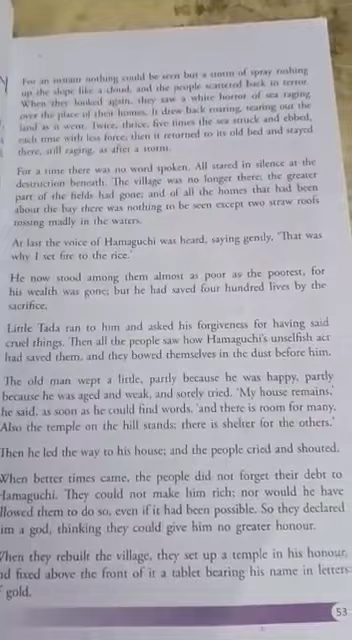 For an instant nothing could be seen but a storm of spray rushing
up the slope like a cloud, and the people scattered back in terror.
When they looked again, they saw a white horror of sea raging
over the place of their homes. It drew back roaring, tearing out the
land as it went. Twice, thrice, five times the sea struck and ebbed,
each time with less force; then it returned to its old bed and stayed
there, still raging, as after a storm.
For a time there was no word spoken. All stared in silence at the
destruction beneath. The village was no longer there; the greater
part of the fields had gone; and of all the homes that had been
about the bay there was nothing to be seen except two straw roofs
tossing madly in the waters.
At last the voice of Hamaguchi was heard, saying gently, 'That was
why I set fire to the rice.'
He now stood among them almost as poor as the poorest, for
his wealth was gone; but he had saved four hundred lives by the
sacrifice.
Little Tada ran to him and asked his forgiveness for having said
cruel things. Then all the people saw how Hamaguchi's unselfish act
had saved them, and they bowed themselves in the dust before him.
The old man wept a little, partly because he was happy, partly
because he was aged and weak, and sorely tried. 'My house remains,'
he said, as soon as he could find words, 'and there is room for many.
Also the temple on the hill stands; there is shelter for the others.'
Then he led the way to his house; and the people cried and shouted.
When better times came, the people did not forget their debt to
Hamaguchi. They could not make him rich; nor would he have
llowed them to do so, even if it had been possible. So they declared
im a god, thinking they could give him no greater honour.
When they rebuilt the village, they set up a temple in his honour,
nd fixed above the front of it a tablet bearing his name in letters
f gold.
53